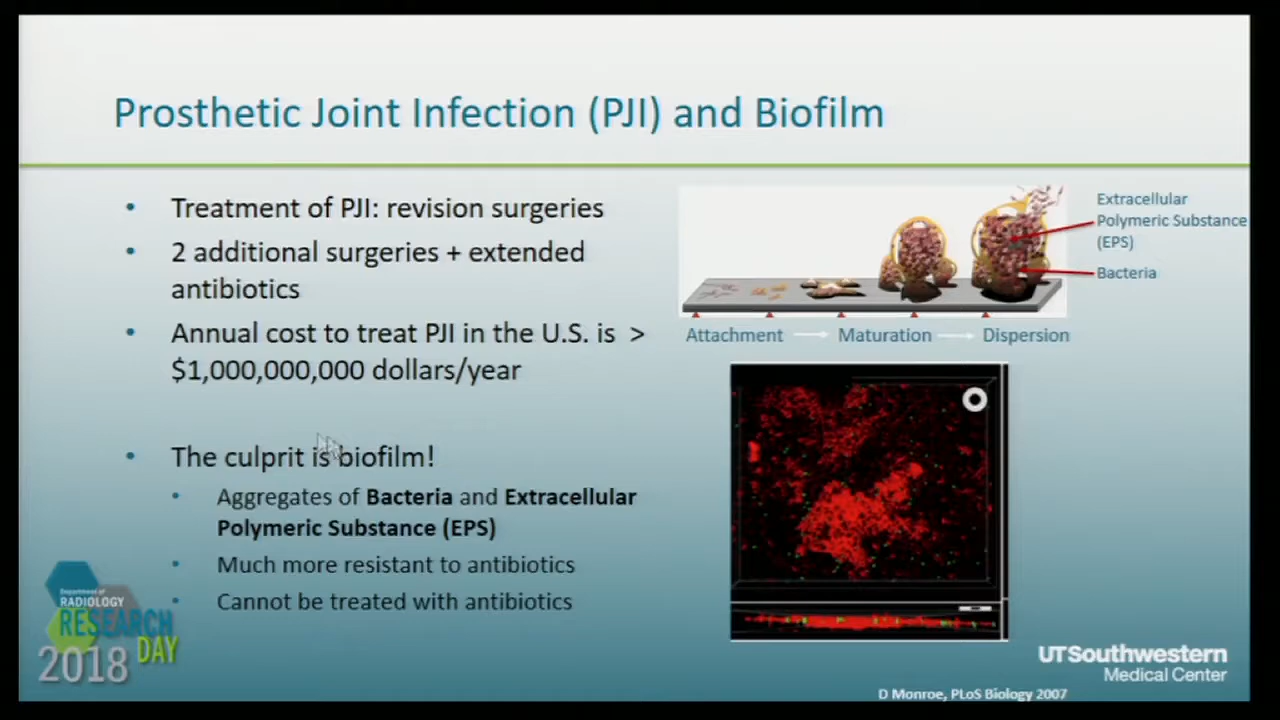 Prosthetic Joint Infection (PJI) and Biofilm
• Treatment of PJI: revision surgeries
• 2 additional surgeries + extended
antibiotics
• Annual cost to treat PJI in the U.S. is >
$1,000,000,000 dollars/year
• The culprit is biofilm!
• Aggregates of Bacteria and Extracellular
Polymeric Substance (EPS)
• Much more resistant to antibiotics
• Cannot be treated with antibiotics
Extracellular
Polymeric Substance
(EPS)
Bacteria
Attachment Maturation Dispersion
Department of
RADIOLOGY
RESEARCH
DAY
2018
UTSouthwestern
Medical Center
D Monroe, PLoS Biology 2007